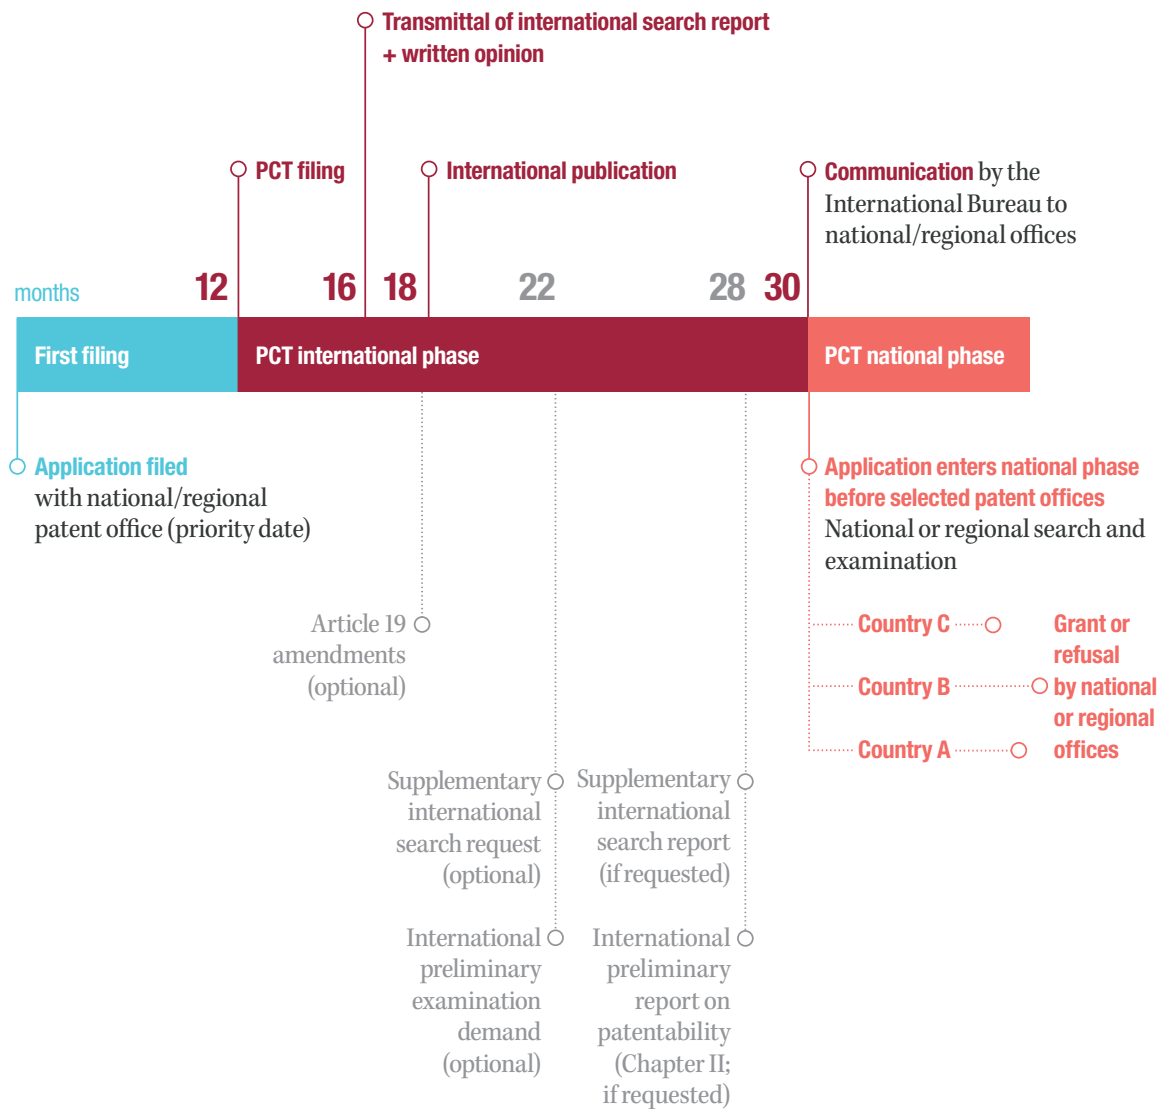 Transmittal of international search report
+ written opinion
PCT filing
International publication
Communication by the
International Bureau to
national/regional offices
months
12
16
18
22
28
30
First filing
PCT international phase
PCT national phase
Application filed
with national/regional
patent office (priority date)
Application enters national phase
before selected patent offices
National or regional search and
examination
Article 19
amendments
(optional)
Country C
Country B
Country A
Grant or
refusal
by national
or regional
offices
Supplementary
international
search request
(optional)
Supplementary
international
search report
(if requested)
International
preliminary
examination
demand
(optional)
International
preliminary
report on
patentability
(Chapter II;
if requested)